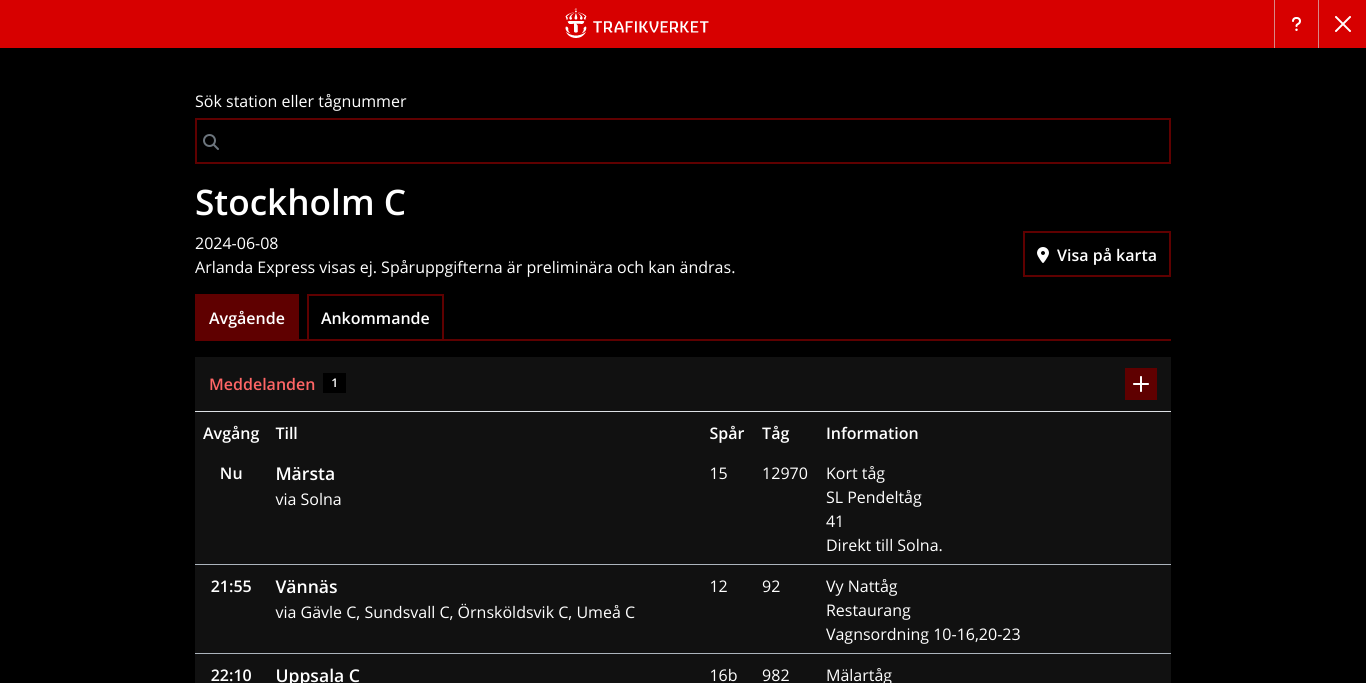 TRAFIKVERKET
?
Sök station eller tågnummer
Stockholm C
2024-06-08
Arlanda Express visas ej. Spåruppgifterna är preliminära och kan ändras.
Visa på karta
Avgående Ankommande
Meddelanden 1
Avgång Till Spår Tåg Information
Nu Märsta 15 12970 Kort tåg
via Solna SL Pendeltåg
41
Direkt till Solna.
21:55 Vännäs 12 92 Vy Nattåg
via Gävle C, Sundsvall C, Örnsköldsvik C, Umeå C Restaurang
Vagnsordning 10-16,20-23
22:10 Uppsala C 16b 982 Mälartåg